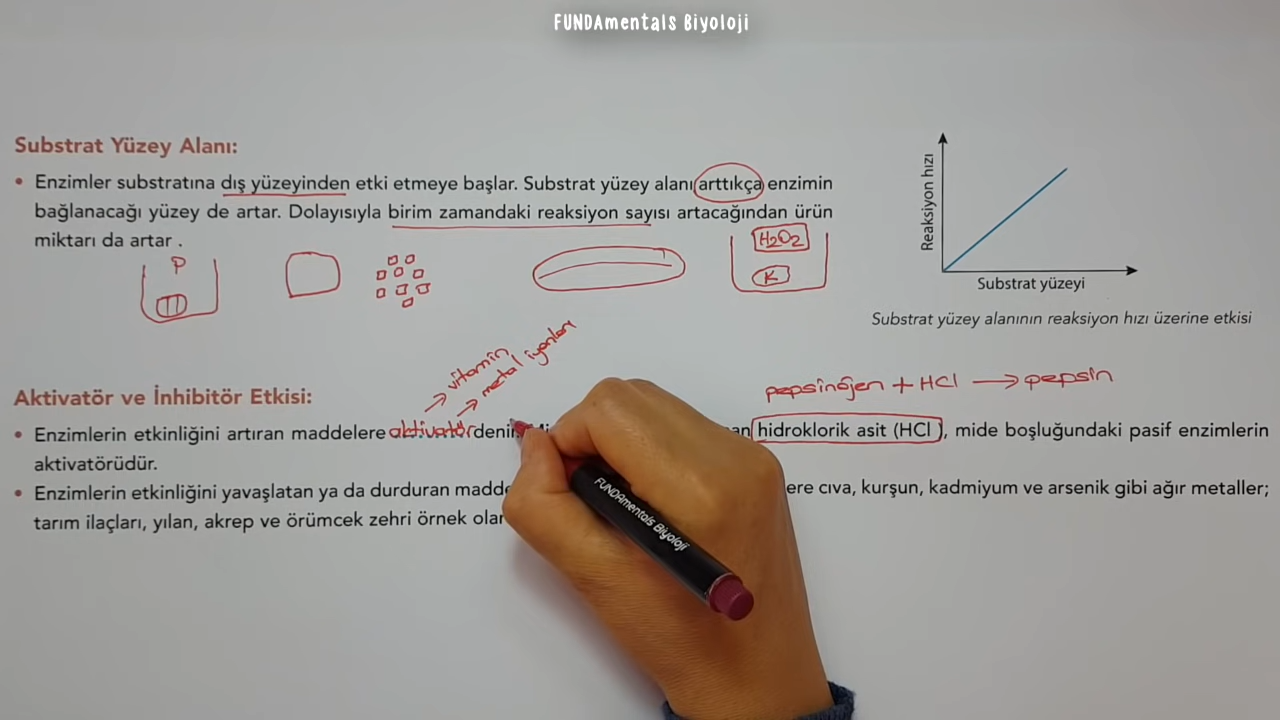 FUNDAmentals Biyoloji
Substrat Yüzey Alanı:
• Enzimler substratına dış yüzeyinden etki etmeye başlar. Substrat yüzey alanı arttıkça enzimin
bağlanacağı yüzey de artar. Dolayısıyla birim zamandaki reaksiyon sayısı artacağından ürün
miktarı da artar .
P
H2O2
K
Reaksiyon hızı
Substrat yüzeyi
Substrat yüzey alanının reaksiyon hızı üzerine etkisi
→ vitamin
→ metal iyonları
pepsinojen + HCl → pepsin
Aktivatör ve İnhibitör Etkisi:
• Enzimlerin etkinliğini artıran maddelere aktivatör hidroklorik asit (HCl ), mide boşluğundaki pasif enzimlerin
aktivatörüdür.
• Enzimlerin etkinliğini yavaşlatan ya da durduran cıva, kurşun, kadmiyum ve arsenik gibi ağır metaller;
tarım ilaçları, yılan, akrep ve örümcek zehri örnek
FUNDAmentals Biyoloji